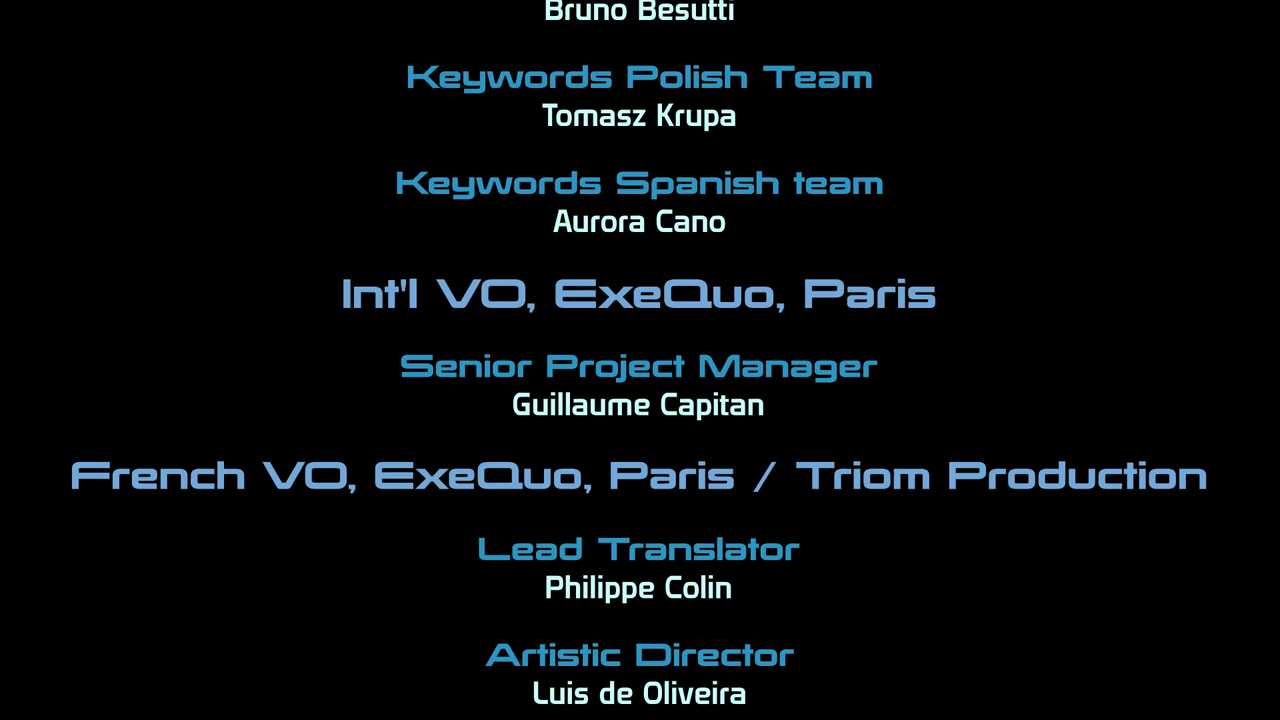 Bruno Besutti
Keywords Polish Team
Tomasz Krupa
Keywords Spanish team
Aurora Cano
Int'l VO, ExeQuo, Paris
Senior Project Manager
Guillaume Capitan
French VO, ExeQuo, Paris / Triom Production
Lead Translator
Philippe Colin
Artistic Director
Luis de Oliveira